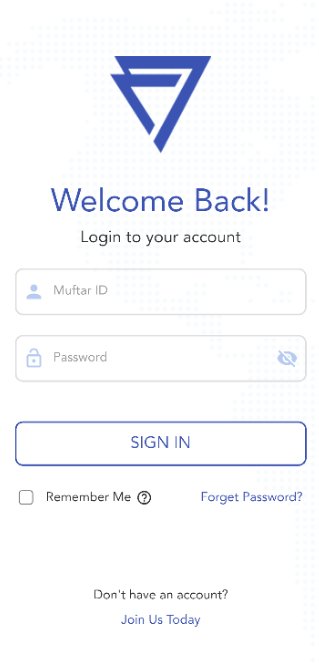 Welcome Back!
Login to your account
Muftar ID
Password
SIGN IN
Remember Me
Forget Password?
Don't have an account?
Join Us Today